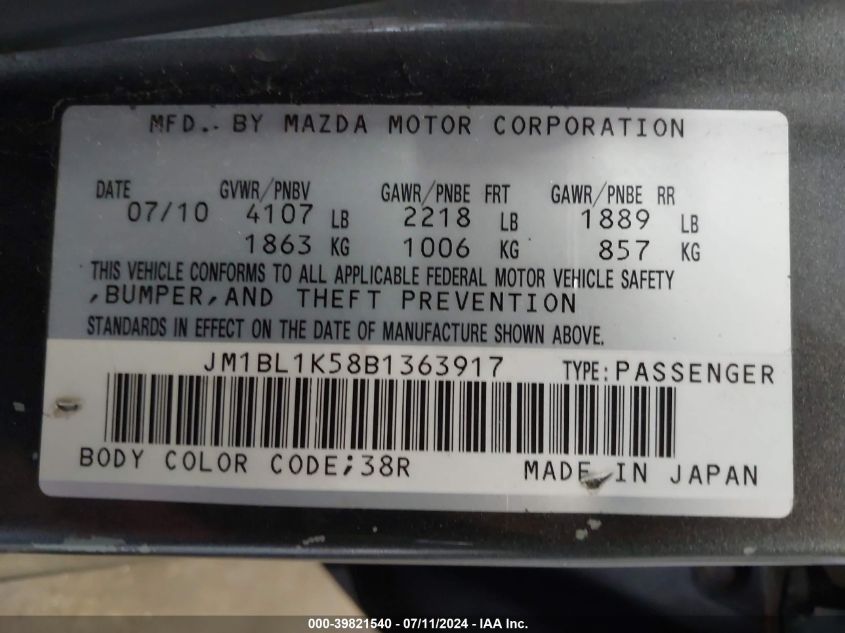 MFD. BY MAZDA MOTOR CORPORATION
DATE GVWR/PNBV GAWR/PNBE FRT GAWR/PNBE RR
07/10 4107 LB 2218 LB 1889 LB
1863 KG 1006 KG 857 KG
THIS VEHICLE CONFORMS TO ALL APPLICABLE FEDERAL MOTOR VEHICLE SAFETY
,BUMPER,AND THEFT PREVENTION
STANDARDS IN EFFECT ON THE DATE OF MANUFACTURE SHOWN ABOVE.
JM1BL1K58B1363917 TYPE:PASSENGER
BODY COLOR CODE;38R MADE IN JAPAN
000-39821540 - 07/11/2024 - IAA Inc.